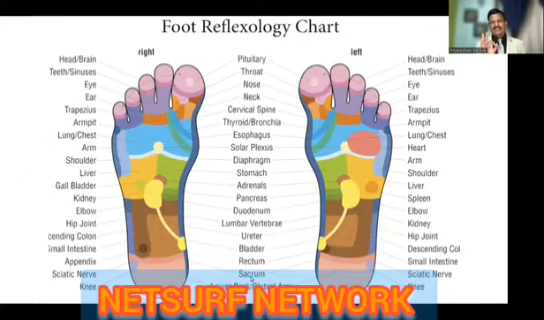 Foot Reflexology Chart
right
left
Head/Brain
Teeth/Sinuses
Eye
Ear
Trapezius
Armpit
Lung/Chest
Arm
Shoulder
Liver
Gall Bladder
Kidney
Elbow
Hip Joint
scending Colon
Small Intestine
Appendix
Sciatic Nerve
Knee
Pituitary
Throat
Nose
Neck
Cervical Spine
Thyroid/Bronchia
Esophagus
Solar Plexus
Diaphragm
Stomach
Adrenals
Pancreas
Duodenum
Lumbar Vertebrae
Ureter
Bladder
Rectum
Sacrum
Head/Brain
Teeth/Sinuses
Eye
Ear
Trapezius
Armpit
Lung/Chest
Heart
Arm
Shoulder
Liver
Spleen
Elbow
Kidney
Hip Joint
Descending Col
Small Intestine
Sciatic Nerve
Knee
NETSURF NETWORK